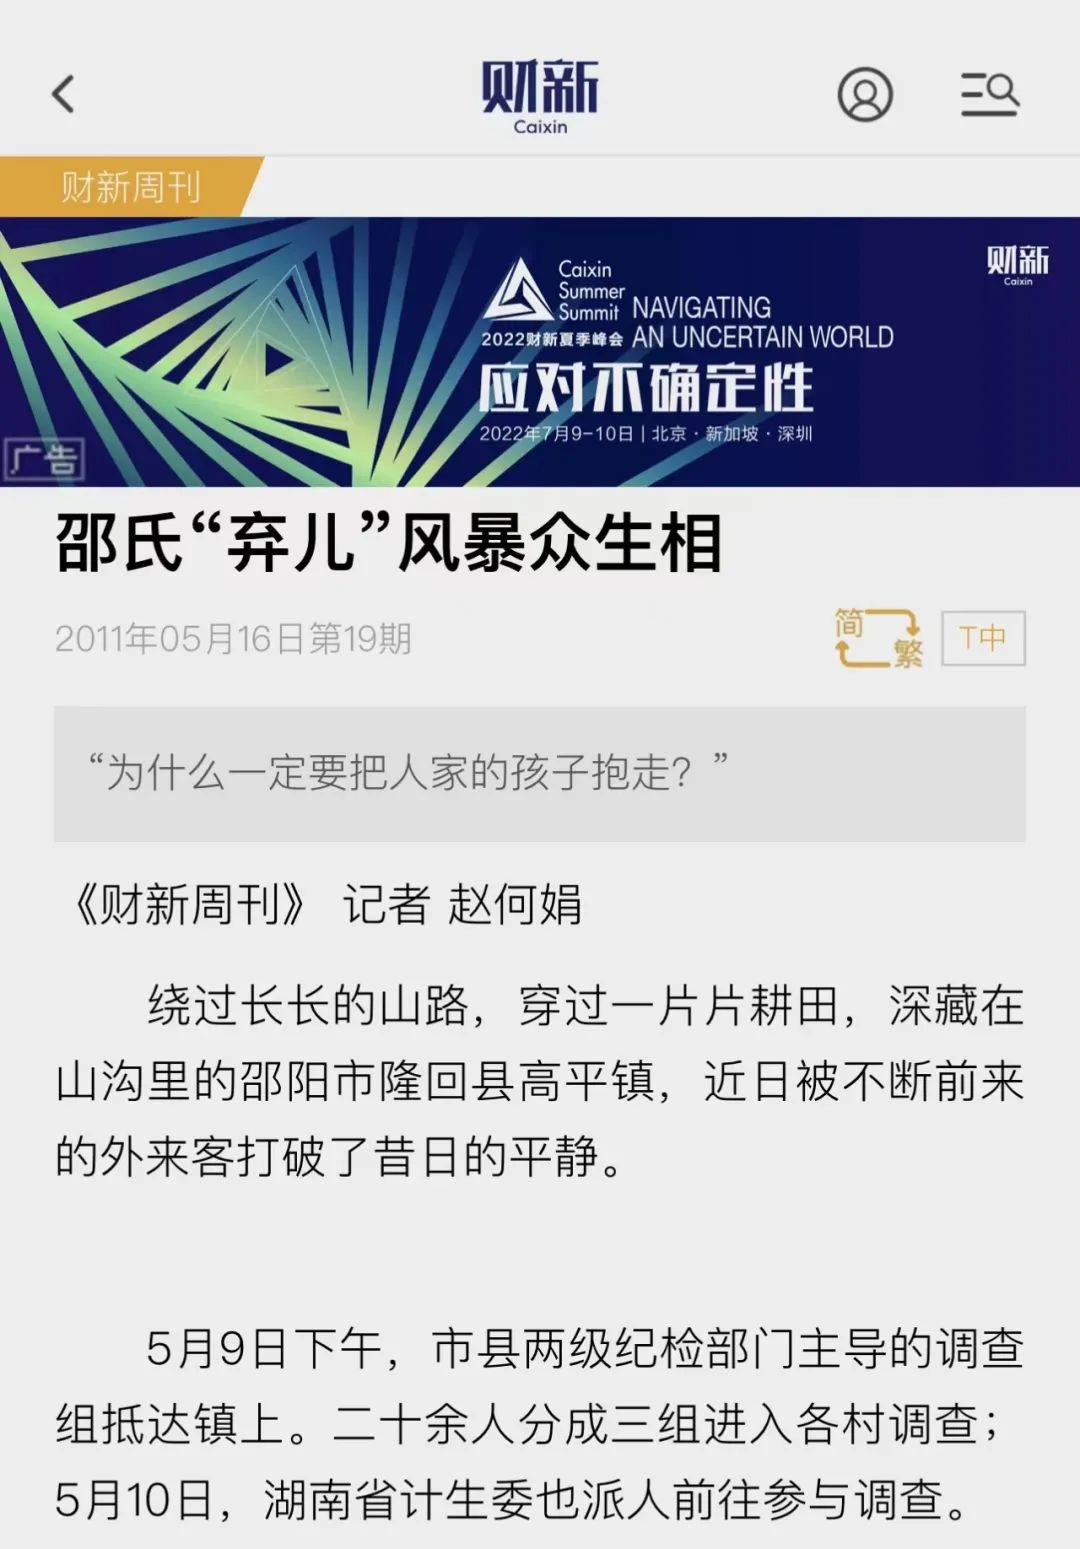 财新
Caixin
财新周刊
Caixin
Summer
Summit
NAVIGATING
2022财新夏季峰会
AN UNCERTAIN WORLD
应对不确定性
2022年7月9-10日 | 北京·新加坡·深圳
财新
Caixin
广告
邵氏“弃儿”风暴众生相
2011年05月16日第19期
简
繁
T中
“为什么一定要把人家的孩子抱走？”
《财新周刊》 记者 赵何娟
绕过长长的山路，穿过一片片耕田，深藏在
山沟里的邵阳市隆回县高平镇，近日被不断前来
的外来客打破了昔日的平静。
5月9日下午，市县两级纪检部门主导的调查
组抵达镇上。二十余人分成三组进入各村调查；
5月10日，湖南省计生委也派人前往参与调查。